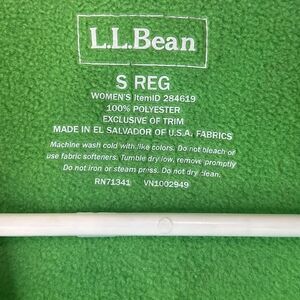 L.L.Bean
S REG
WOMEN'S ItemID 284619
100% POLYESTER
EXCLUSIVE OF TRIM
MADE IN EL SALVADOR OF U.S.A. FABRICS
Machine wash cold with like colors. Do not bleach or
use fabric softeners. Tumble dry low, remove promptly
Do not iron or steam press. Do not dry clean.
RN71341 VN1002949